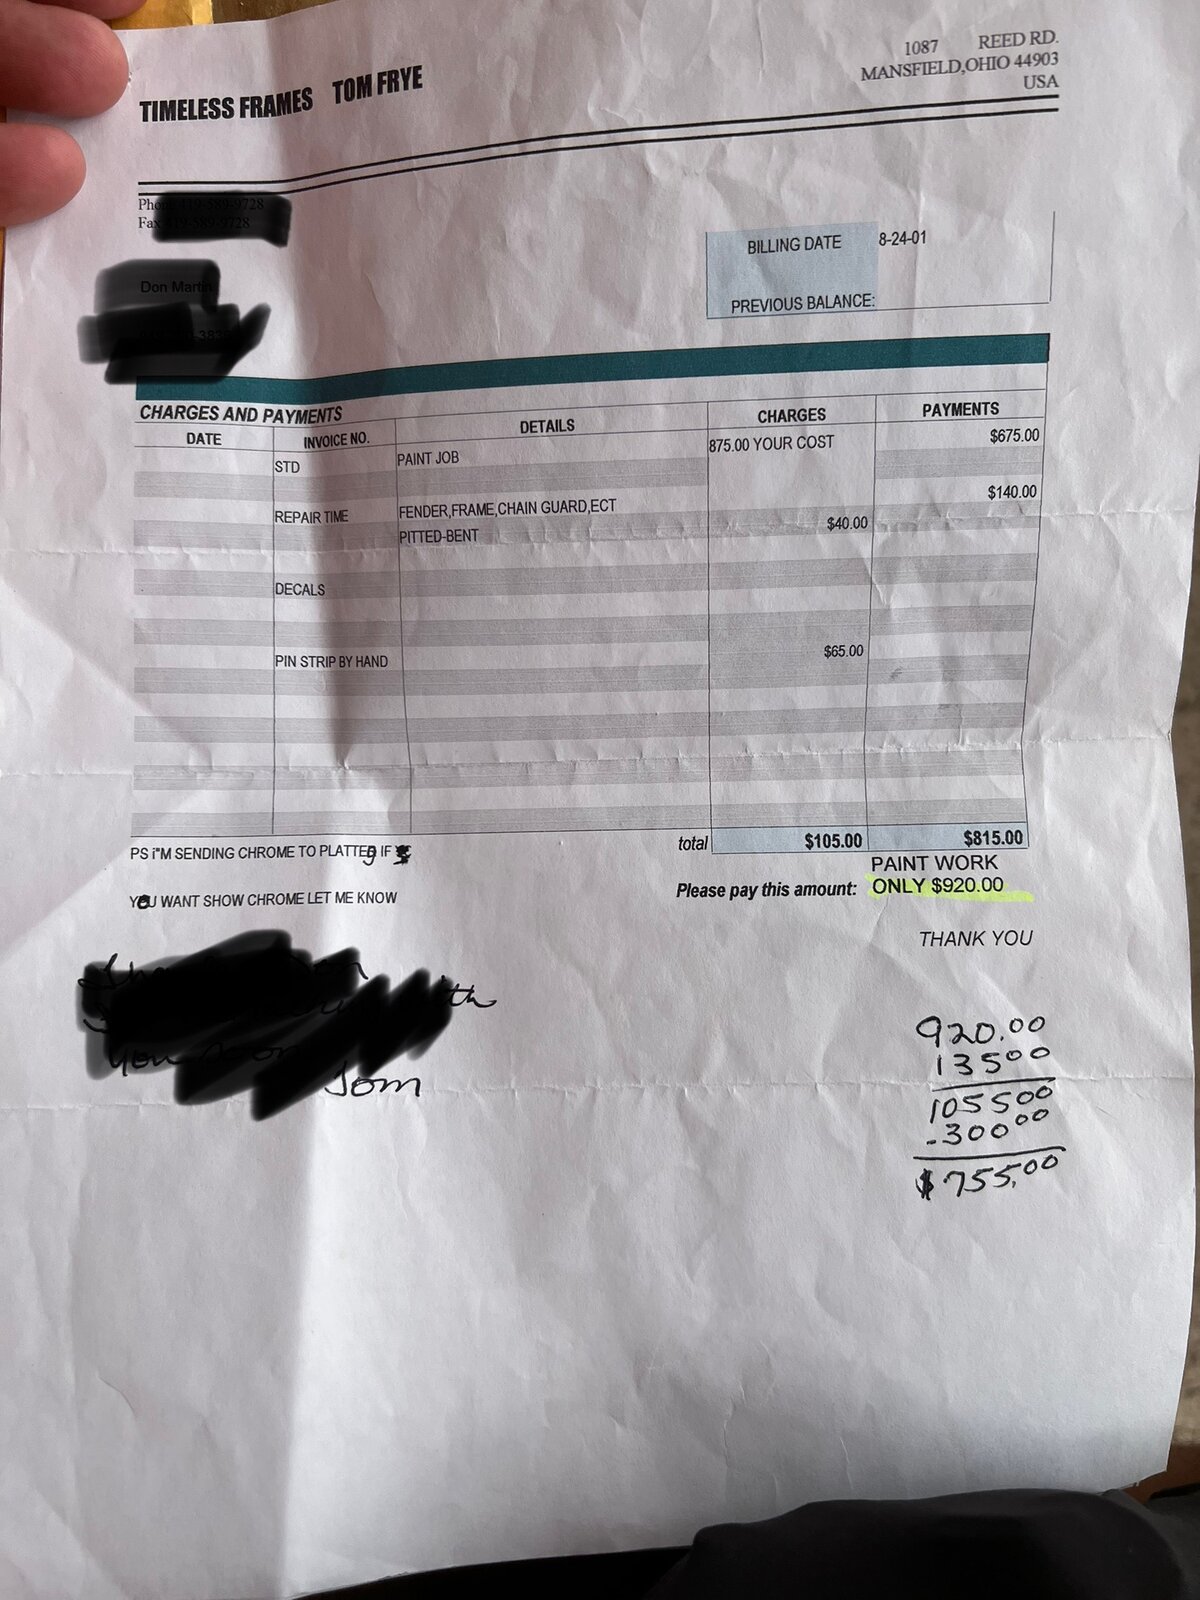 TIMELESS FRAMES TOM FRYE
1087 REED RD.
MANSFIELD,OHIO 44903
USA
Fax
BILLING DATE 8-24-01
PREVIOUS BALANCE:
CHARGES AND PAYMENTS
DATE INVOICE NO. DETAILS CHARGES PAYMENTS
STD PAINT JOB 875.00 YOUR COST $675.00
REPAIR TIME FENDER,FRAME,CHAIN GUARD,ECT $140.00
PITTED-BENT $40.00
DECALS
PIN STRIP BY HAND $65.00
total $105.00 $815.00
PS i"M SENDING CHROME TO IF
PAINT WORK
Please pay this amount: ONLY $920.00
YOU WANT SHOW CHROME LET ME KNOW
THANK YOU
Tom
920.00
135 00
1055 00
-300 00
$755.00